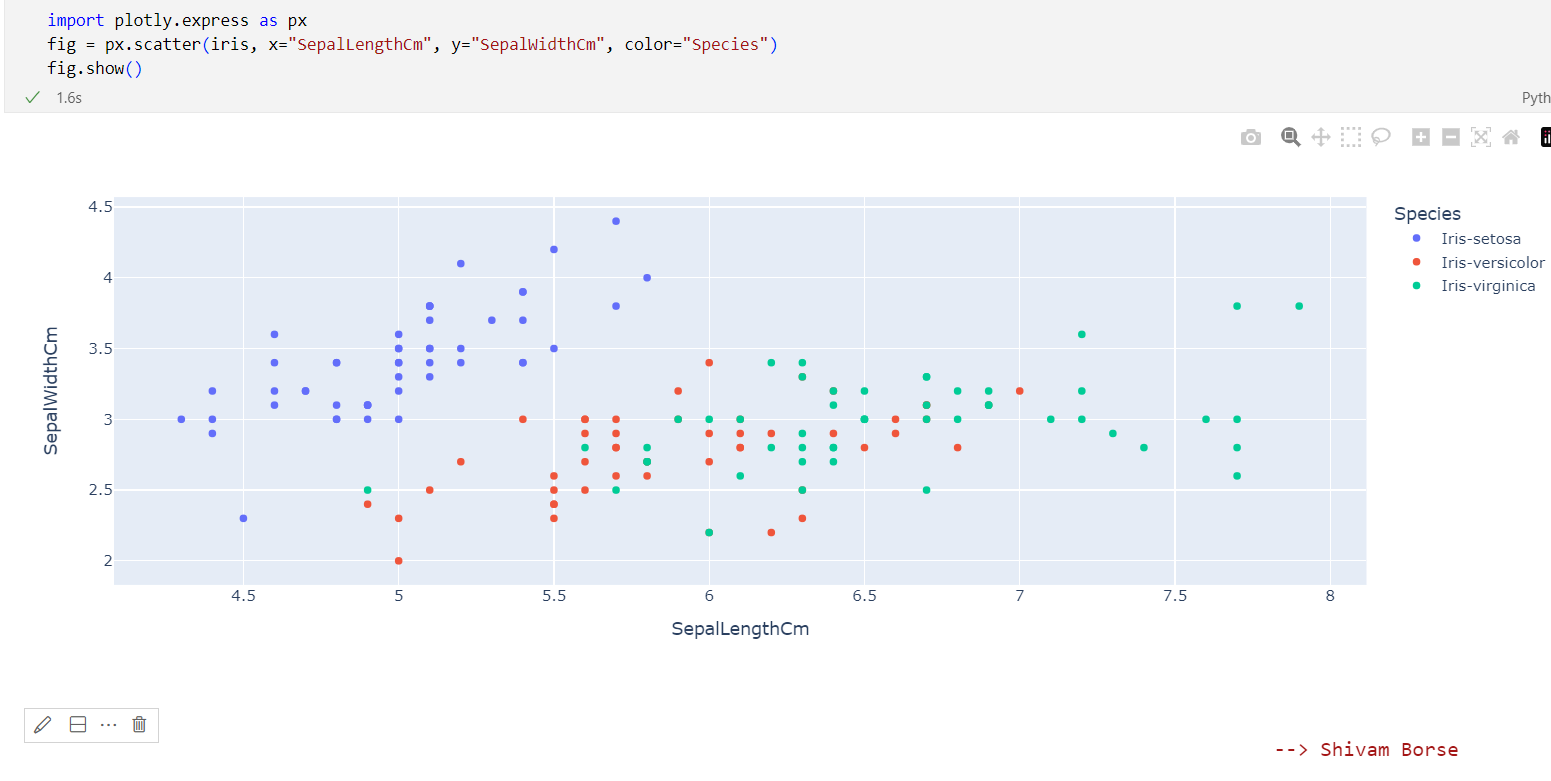 import plotly.express as px
fig = px.scatter(iris, x="SepalLengthCm", y="SepalWidthCm", color="Species")
fig.show()
1.6s
Pyth
4.5
4
3.5
3
2.5
2
SepalWidthCm
4.5 5 5.5 6 6.5 7 7.5 8
SepalLengthCm
Species
Iris-setosa
Iris-versicolor
Iris-virginica
--> Shivam Borse